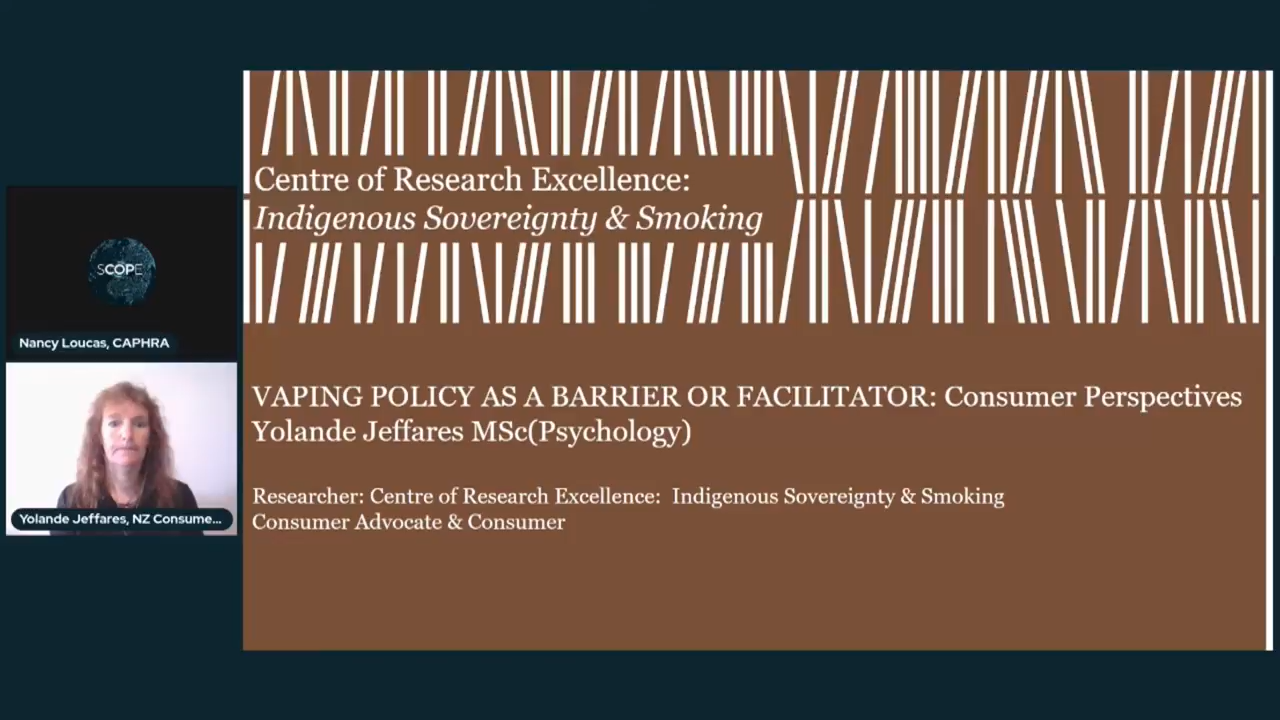 SCOPE
Nancy Loucas, CAPHRA
Yolande Jeffares, NZ Consume...
Centre of Research Excellence:
Indigenous Sovereignty & Smoking
VAPING POLICY AS A BARRIER OR FACILITATOR: Consumer Perspectives
Yolande Jeffares MSc(Psychology)
Researcher: Centre of Research Excellence: Indigenous Sovereignty & Smoking
Consumer Advocate & Consumer